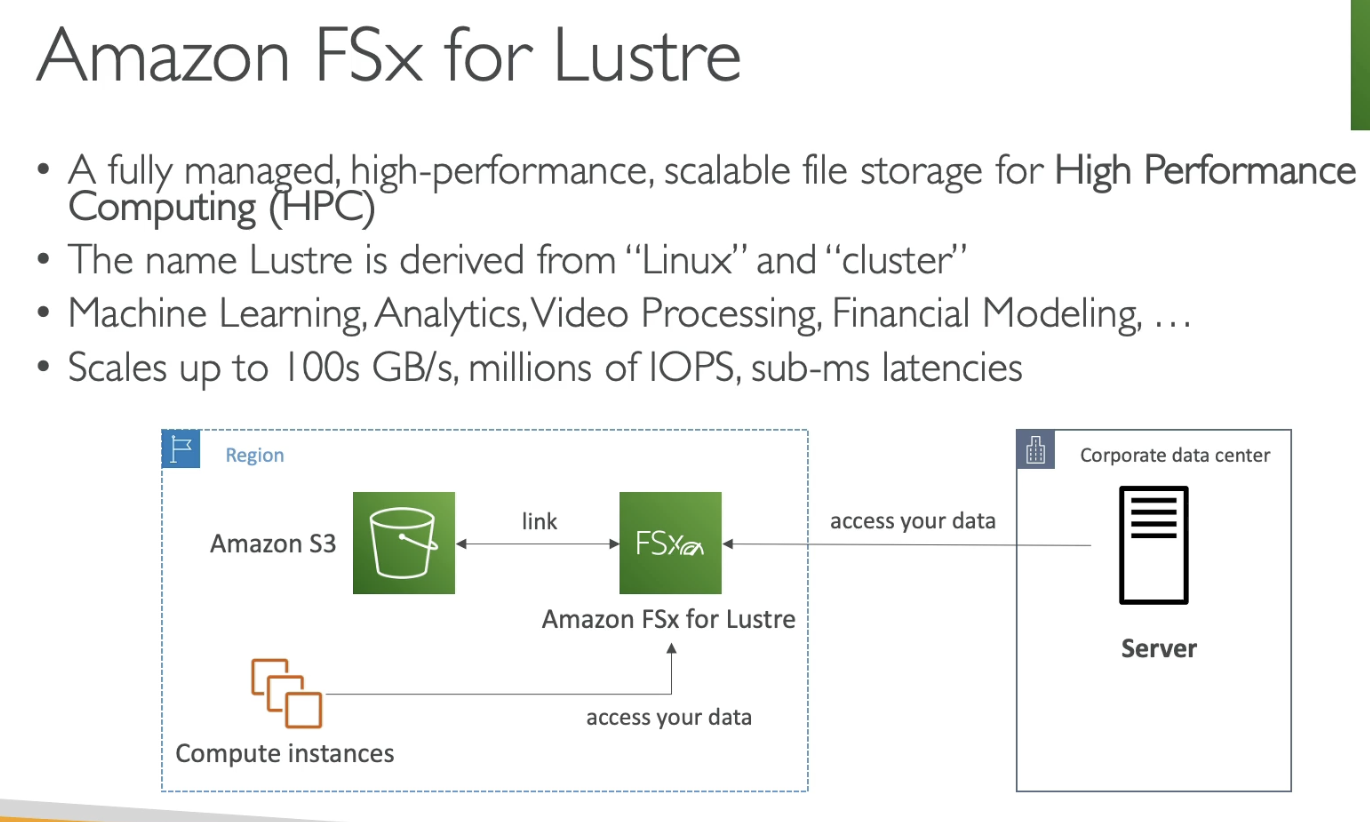 Amazon FSx for Lustre
• A fully managed, high-performance, scalable file storage for High Performance
Computing (HPC)
• The name Lustre is derived from “Linux” and “cluster”
• Machine Learning, Analytics, Video Processing, Financial Modeling, …
• Scales up to 100s GB/s, millions of IOPS, sub-ms latencies
Region
Corporate data center
Amazon S3
link
FSx
access your data
Amazon FSx for Lustre
Server
Compute instances
access your data